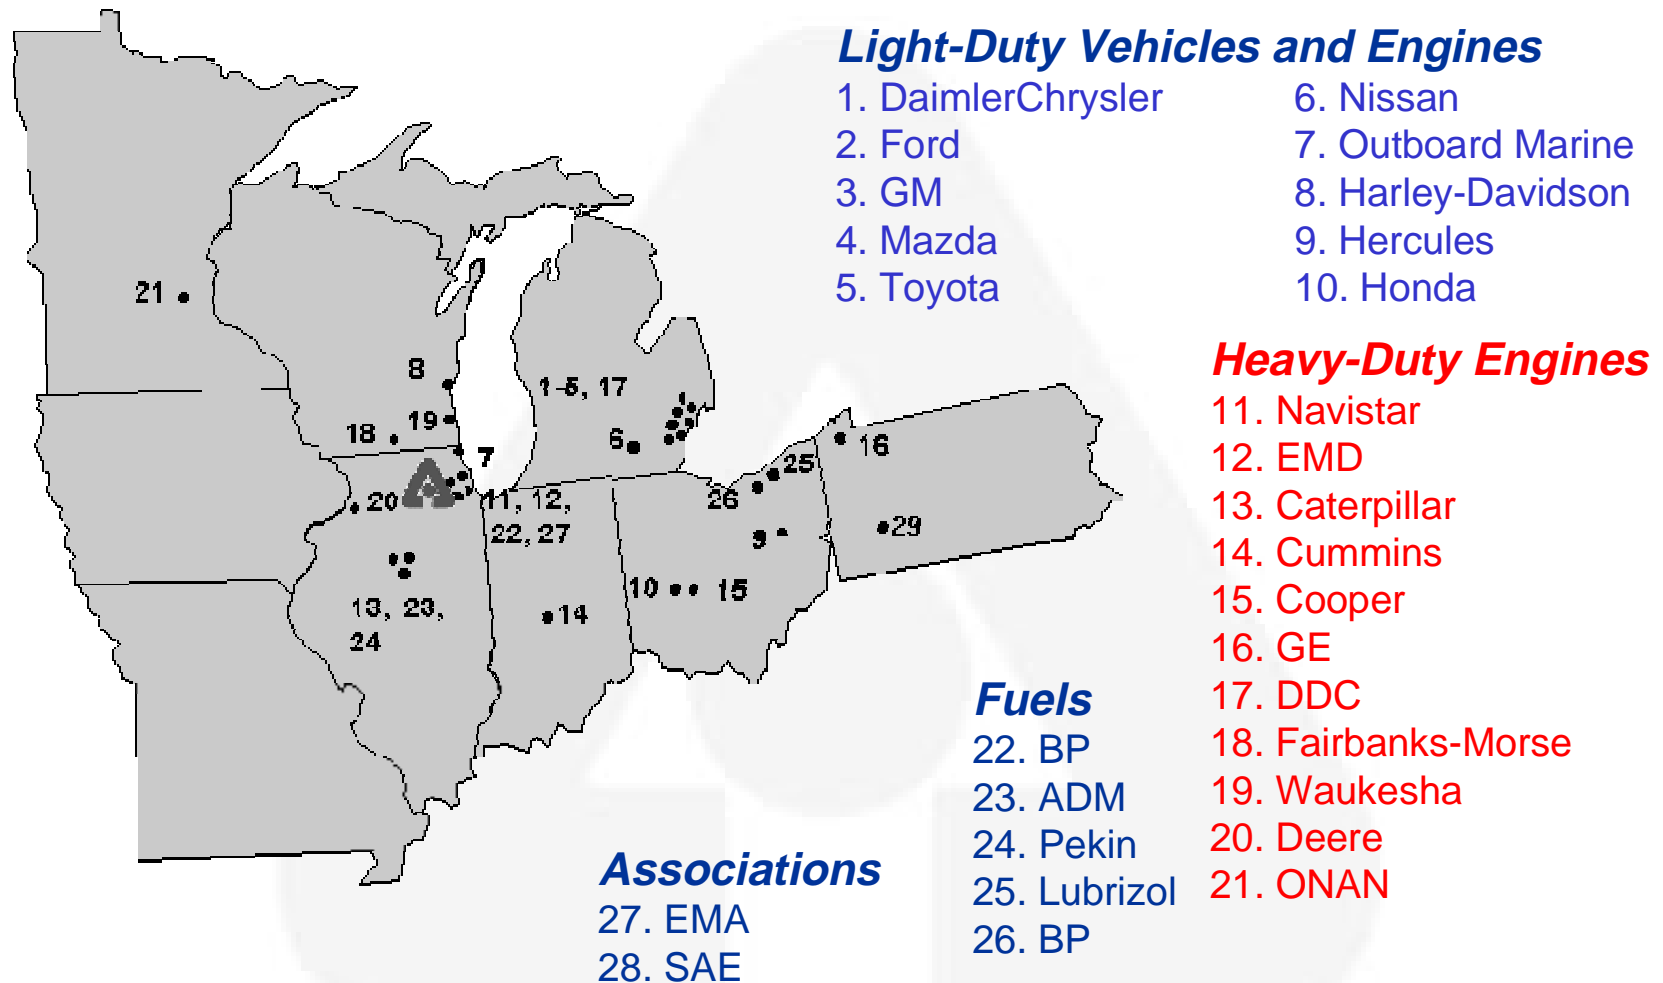 Light-Duty Vehicles and Engines
1. DaimlerChrysler
2. Ford
3. GM
4. Mazda
5. Toyota
6. Nissan
7. Outboard Marine
8. Harley-Davidson
9. Hercules
10. Honda
Heavy-Duty Engines
11. Navistar
12. EMD
13. Caterpillar
14. Cummins
15. Cooper
16. GE
17. DDC
18. Fairbanks-Morse
19. Waukesha
20. Deere
21. ONAN
Fuels
22. BP
23. ADM
24. Pekin
25. Lubrizol
26. BP
Associations
27. EMA
28. SAE
21
8
1-5, 17
19
18
6
7
16
25
20
11, 12,
22, 27
26
29
9
10
15
13, 23,
24
14